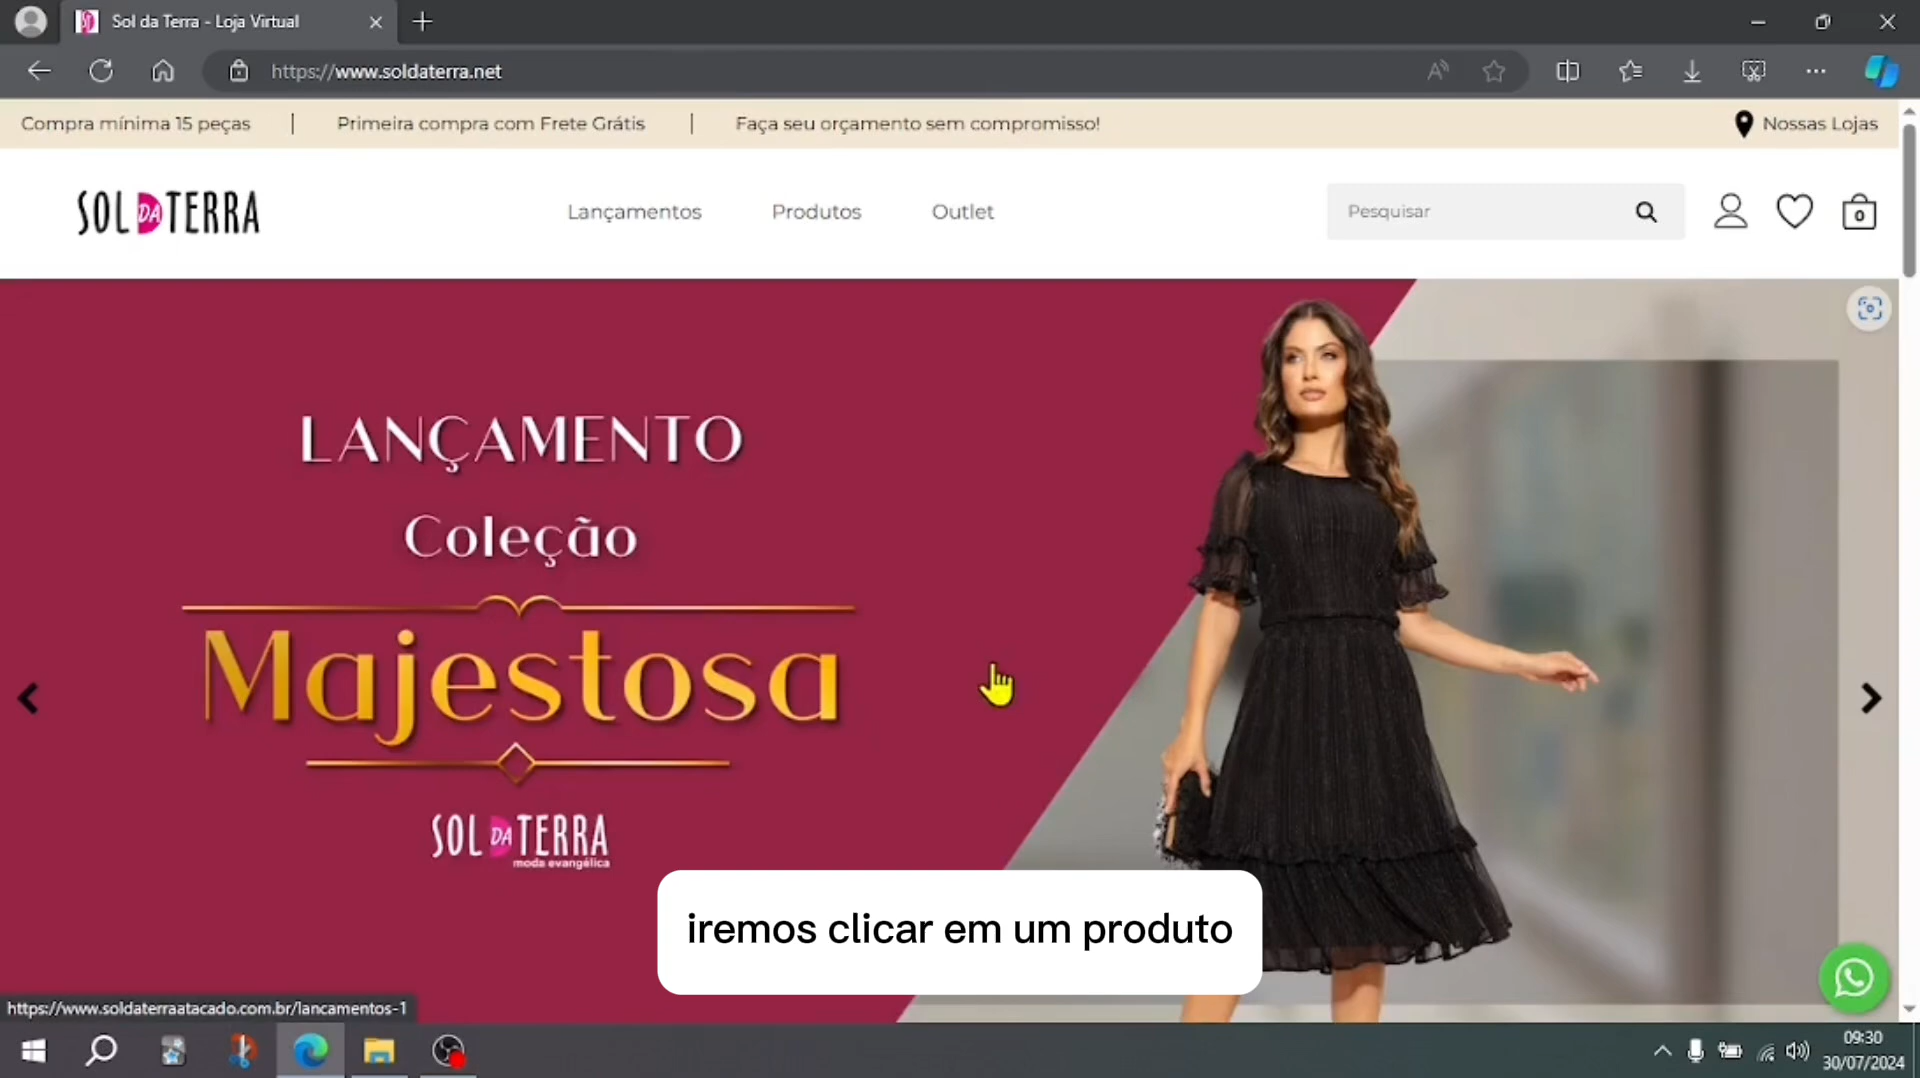 Sol da Terra - Loja Virtual
https://www.soldaterra.net
Compra mínima 15 peças | Primeira compra com Frete Grátis | Faça seu orçamento sem compromisso!
Nossas Lojas
SOL DA TERRA
Lançamentos
Produtos
Outlet
Pesquisar
0
LANÇAMENTO
Coleção
Majestosa
SOL DA TERRA
moda evangélica
iremos clicar em um produto
https://www.soldaterraatacado.com.br/lancamentos-1
09:30
30/07/2024